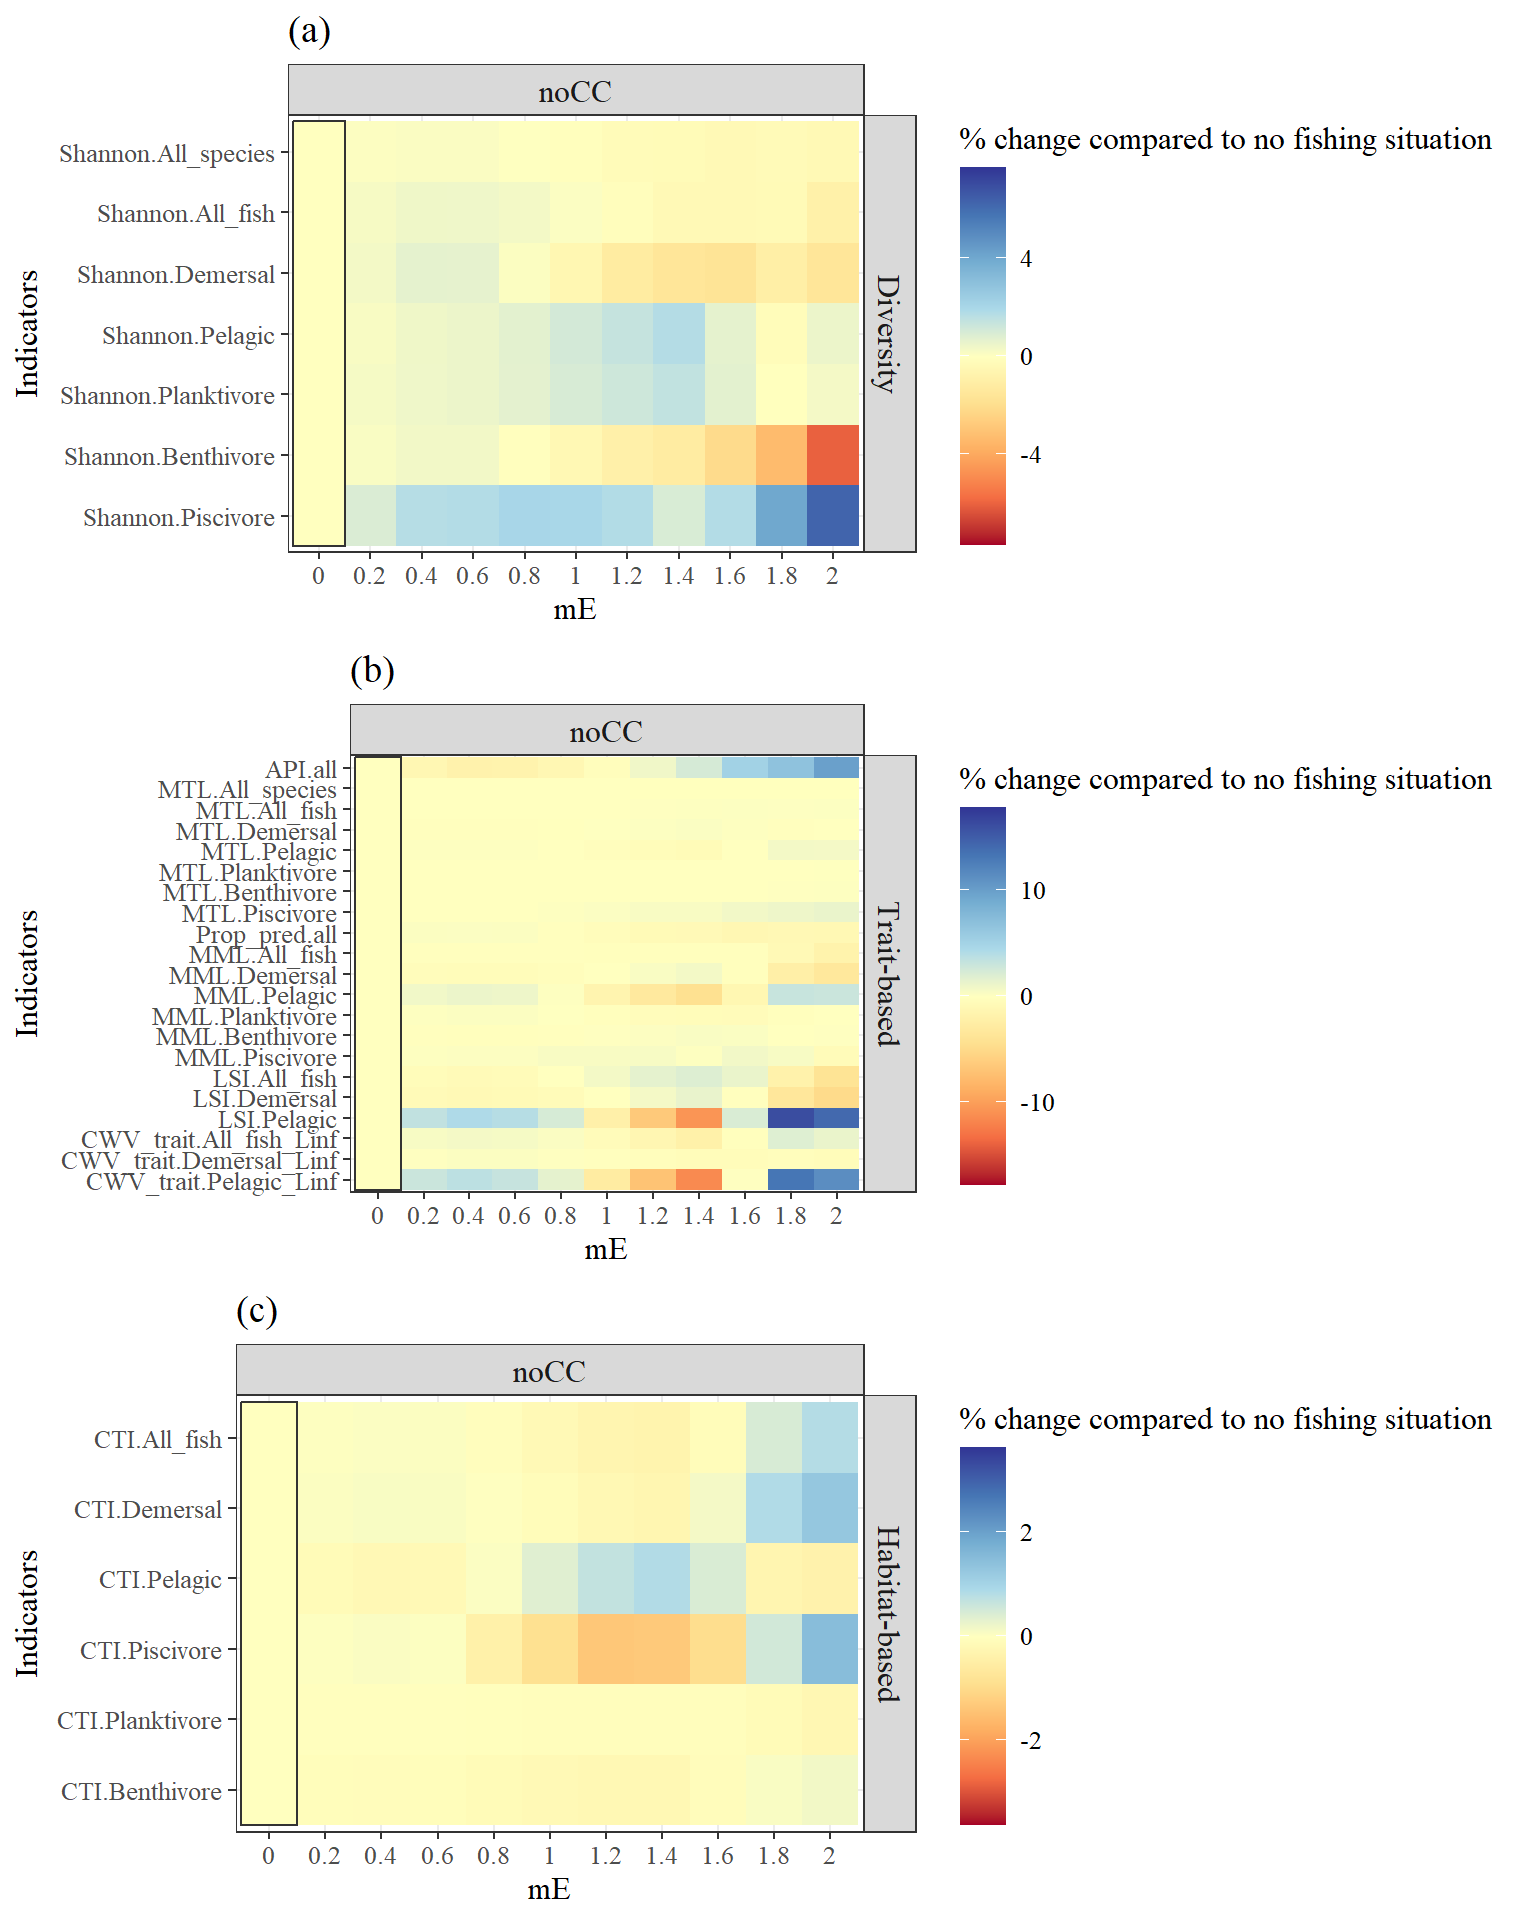 (a)
noCC
% change compared to no fishing situation
Shannon.All_species
Shannon.All_fish
Shannon.Demersal
Shannon.Pelagic
Shannon.Planktivore
Shannon.Benthivore
Shannon.Piscivore
Indicators
Diversity
4
0
-4
0 0.2 0.4 0.6 0.8 1 1.2 1.4 1.6 1.8 2
mE
(b)
noCC
% change compared to no fishing situation
API.all
MTL.All_species
MTL.All_fish
MTL.Demersal
MTL.Pelagic
MTL.Planktivore
MTL.Benthivore
MTL.Piscivore
Prop_pred.all
MML.All_fish
MML.Demersal
MML.Pelagic
MML.Planktivore
MML.Benthivore
MML.Piscivore
LSI.All_fish
LSI.Demersal
LSI.Pelagic
CWV_trait.All_fish_Linf
CWV_trait.Demersal_Linf
CWV_trait.Pelagic_Linf
Indicators
Trait-based
10
0
-10
0 0.2 0.4 0.6 0.8 1 1.2 1.4 1.6 1.8 2
mE
(c)
noCC
% change compared to no fishing situation
CTI.All_fish
CTI.Demersal
CTI.Pelagic
CTI.Piscivore
CTI.Planktivore
CTI.Benthivore
Indicators
Habitat-based
2
0
-2
0 0.2 0.4 0.6 0.8 1 1.2 1.4 1.6 1.8 2
mE